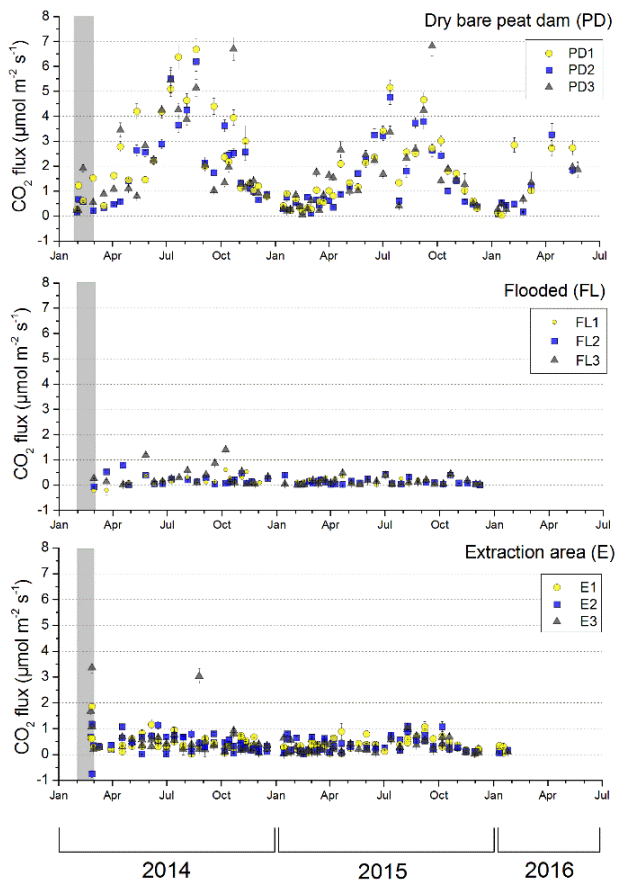 Dry bare peat dam (PD)
CO2 flux (μmol m-2 s-1)
8
7
6
5
4
3
2
1
0
-1
PD1
PD2
PD3
Jan Apr Jul Oct Jan Apr Jul Oct Jan Apr Jul
Flooded (FL)
CO2 flux (μmol m-2 s-1)
8
7
6
5
4
3
2
1
0
-1
FL1
FL2
FL3
Jan Apr Jul Oct Jan Apr Jul Oct Jan Apr Jul
Extraction area (E)
CO2 flux (μmol m-2 s-1)
8
7
6
5
4
3
2
1
0
-1
E1
E2
E3
Jan Apr Jul Oct Jan Apr Jul Oct Jan Apr Jul
2014 2015 2016